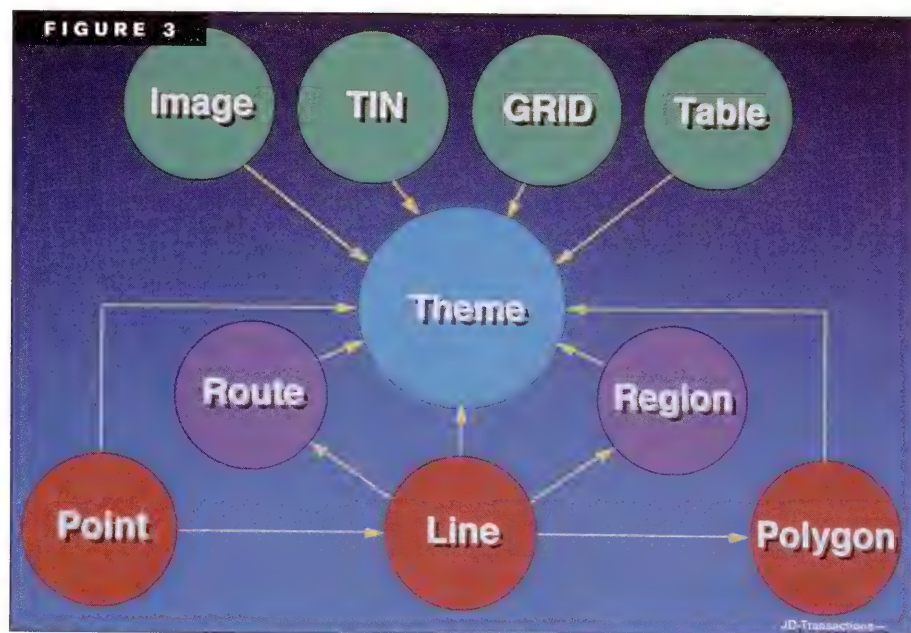 FIGURE 3
Image
TIN
GRID
Table
Theme
Route
Region
Point
Line
Polygon
JD-Transactions—